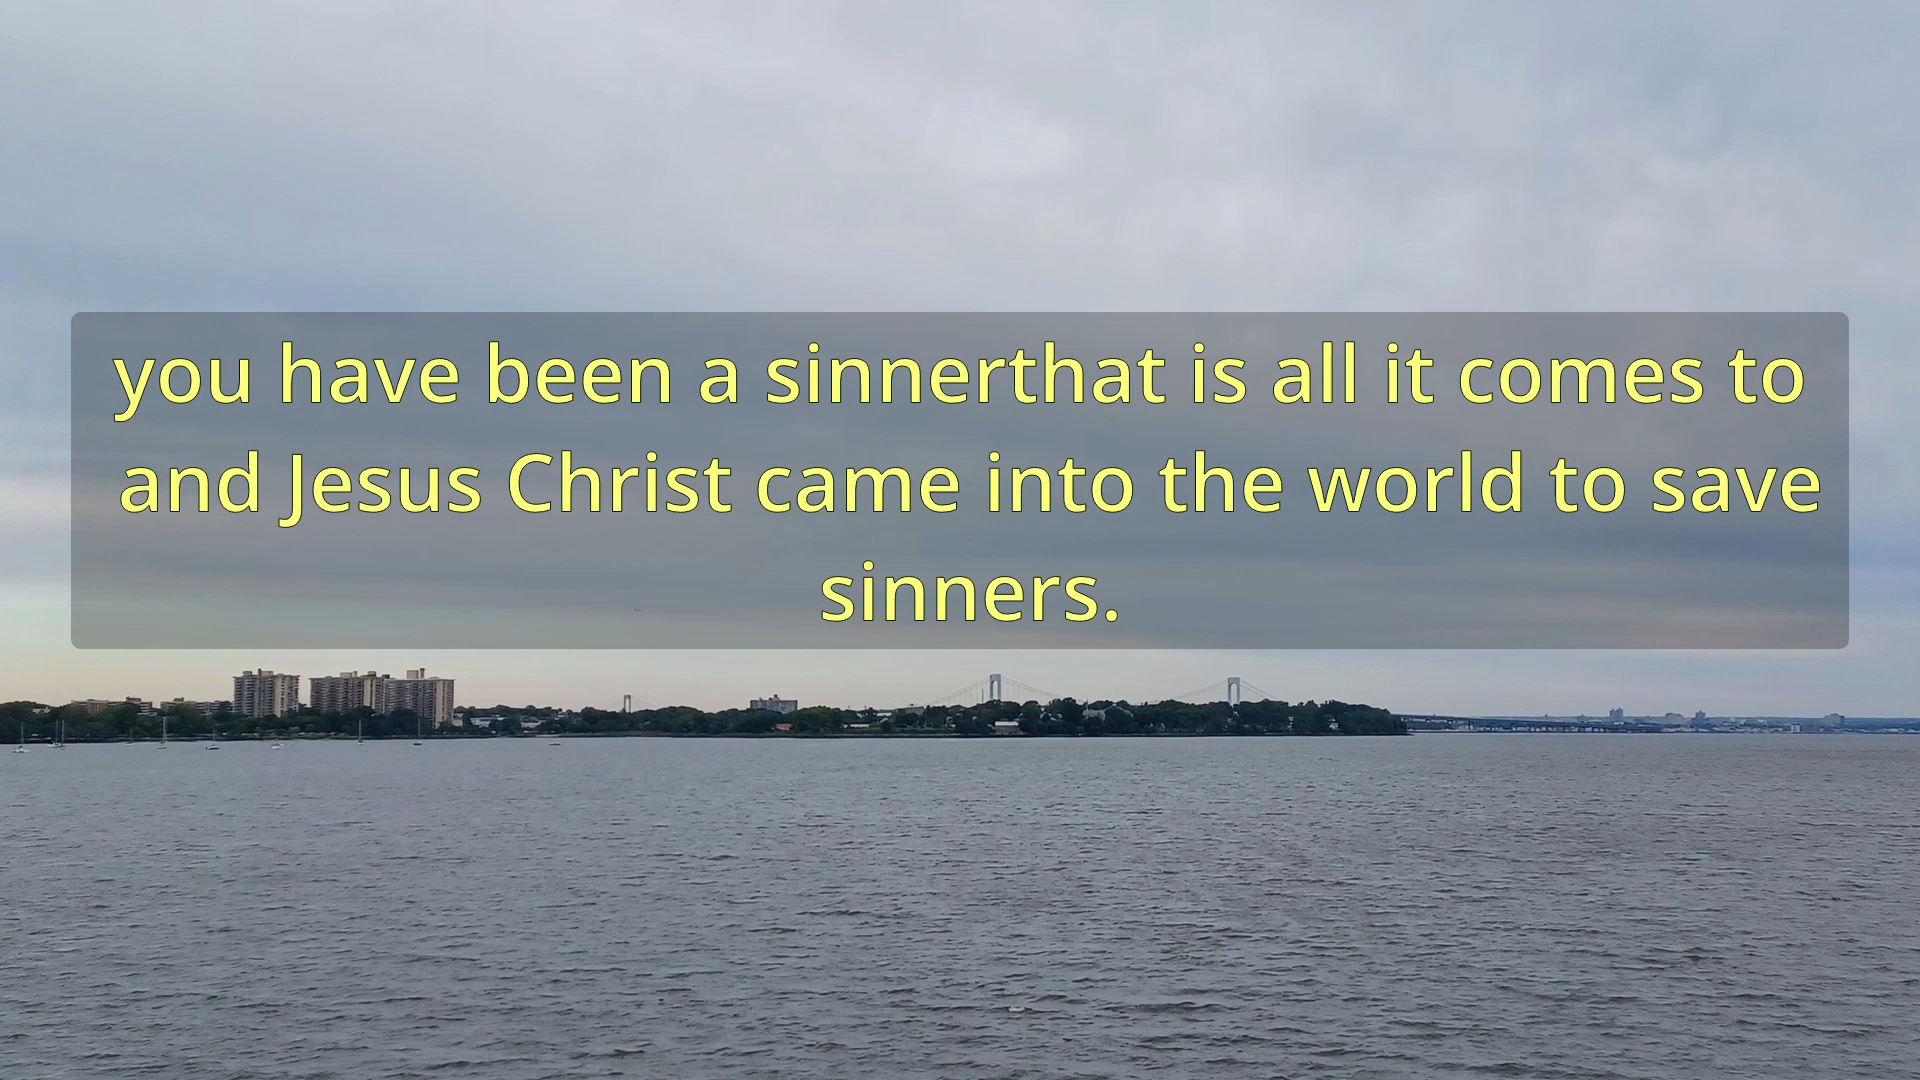 you have been a sinnerthat is all it comes to
and Jesus Christ came into the world to save
sinners.